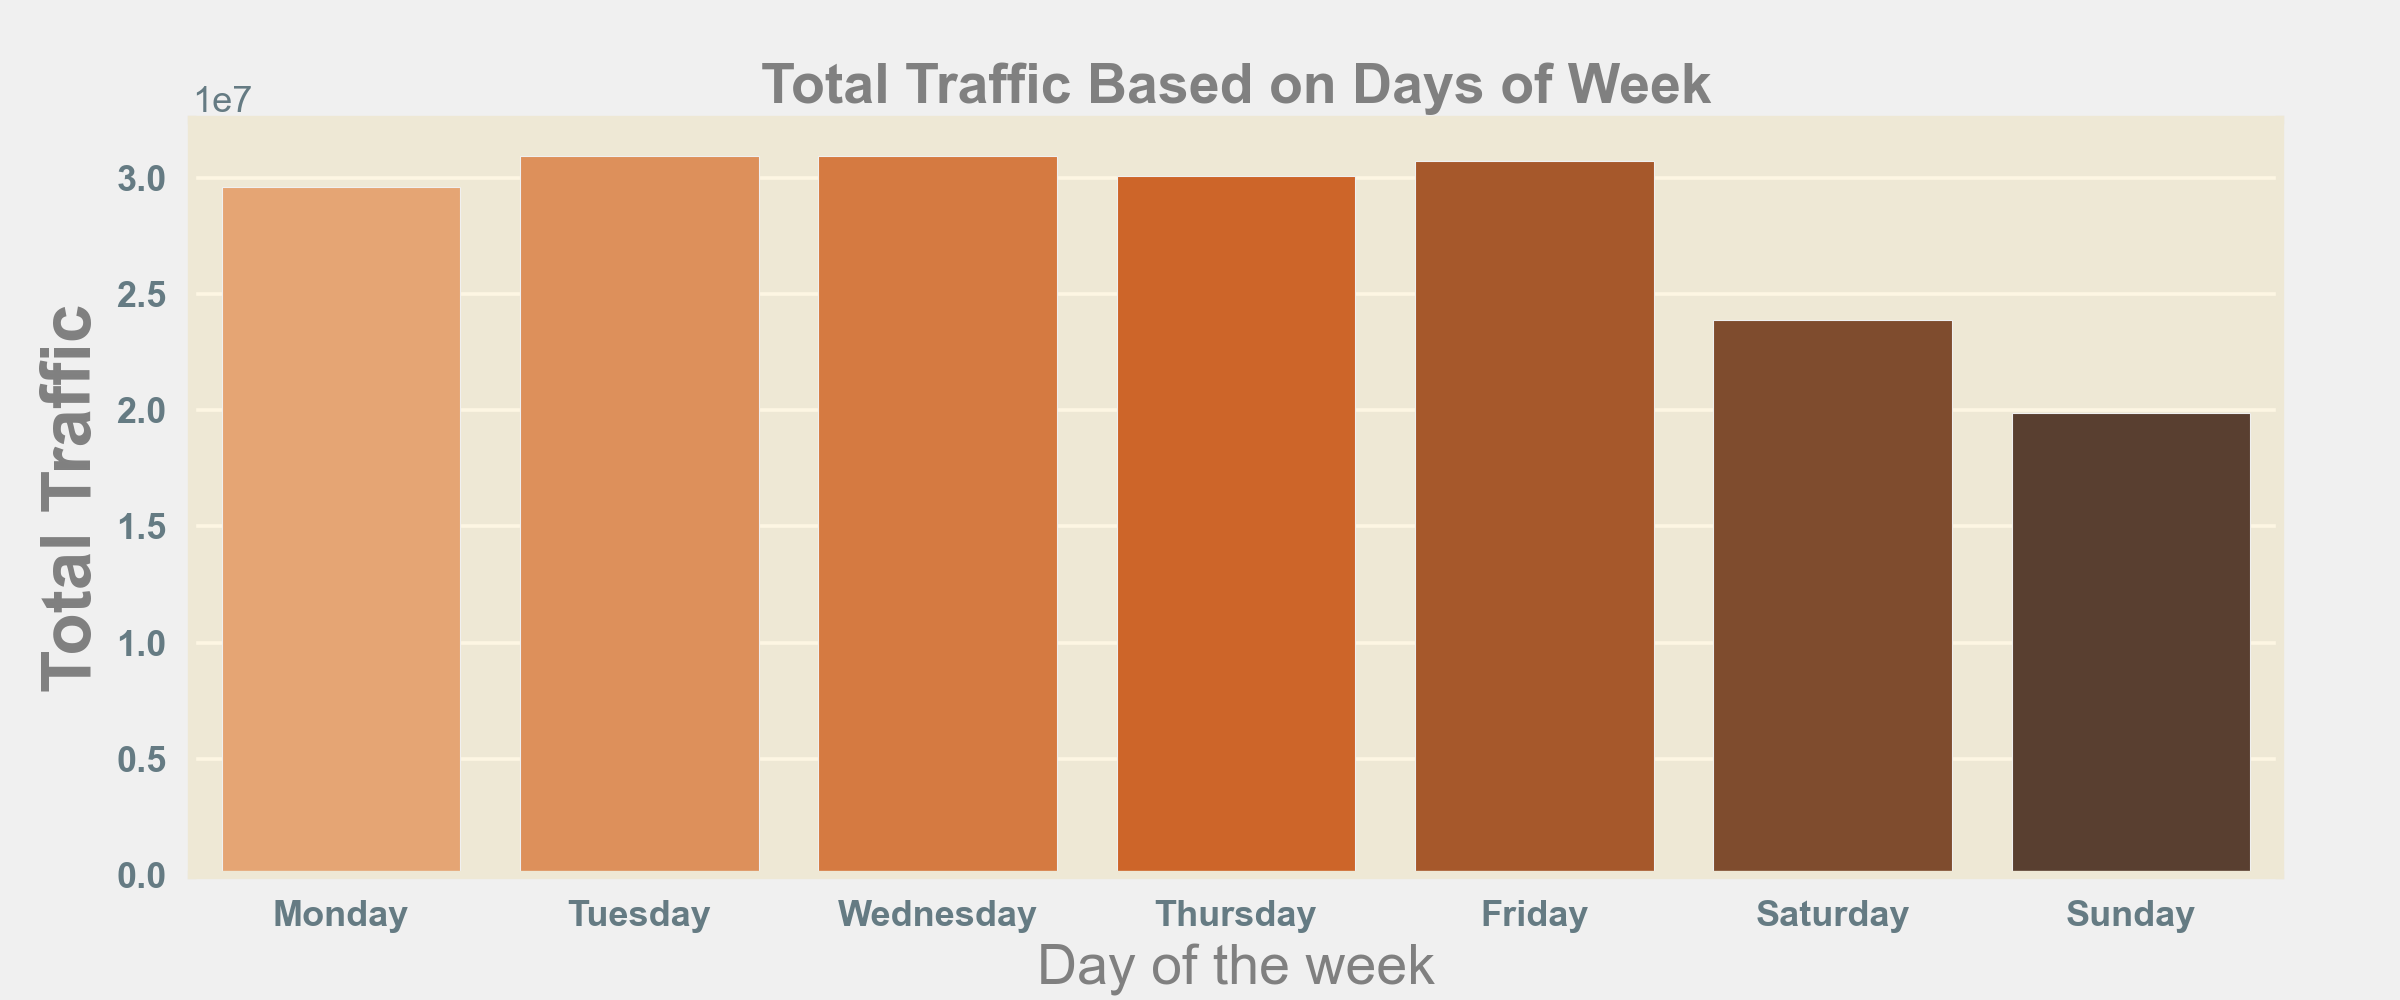 Total Traffic Based on Days of Week
1e7
3.0
2.5
2.0
1.5
1.0
0.5
0.0
Total Traffic
Monday Tuesday Wednesday Thursday Friday Saturday Sunday
Day of the week